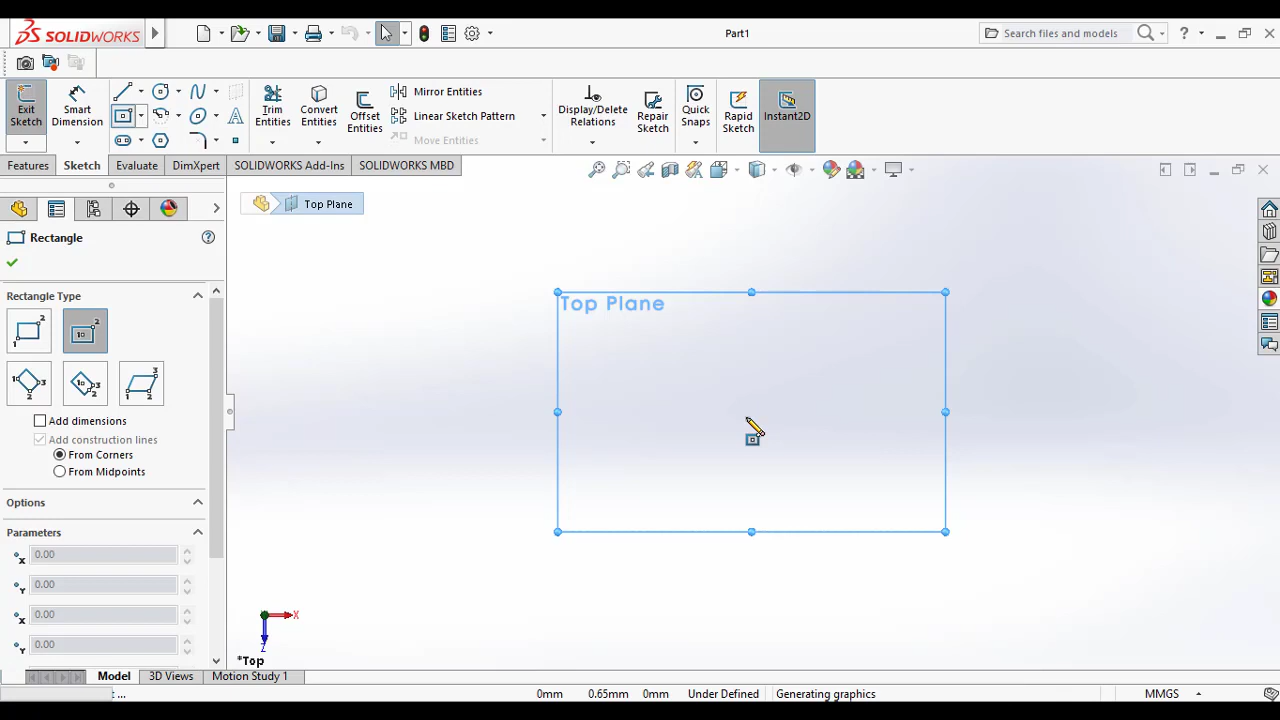 SOLIDWORKS
Part1
Search files and models
?
Exit Sketch
Smart Dimension
Trim Entities
Convert Entities
Offset Entities
Mirror Entities
Linear Sketch Pattern
Move Entities
Display/Delete Relations
Repair Sketch
Quick Snaps
Rapid Sketch
Instant2D
Features
Sketch
Evaluate
DimXpert
SOLIDWORKS Add-Ins
SOLIDWORKS MBD
Top Plane
Rectangle
?
Rectangle Type
Add dimensions
Add construction lines
From Corners
From Midpoints
Options
Parameters
X 0.00
Y 0.00
X 0.00
Y 0.00
Top Plane
X
Z
*Top
Model
3D Views
Motion Study 1
: ...
0mm 0.65mm 0mm Under Defined Generating graphics MMGS